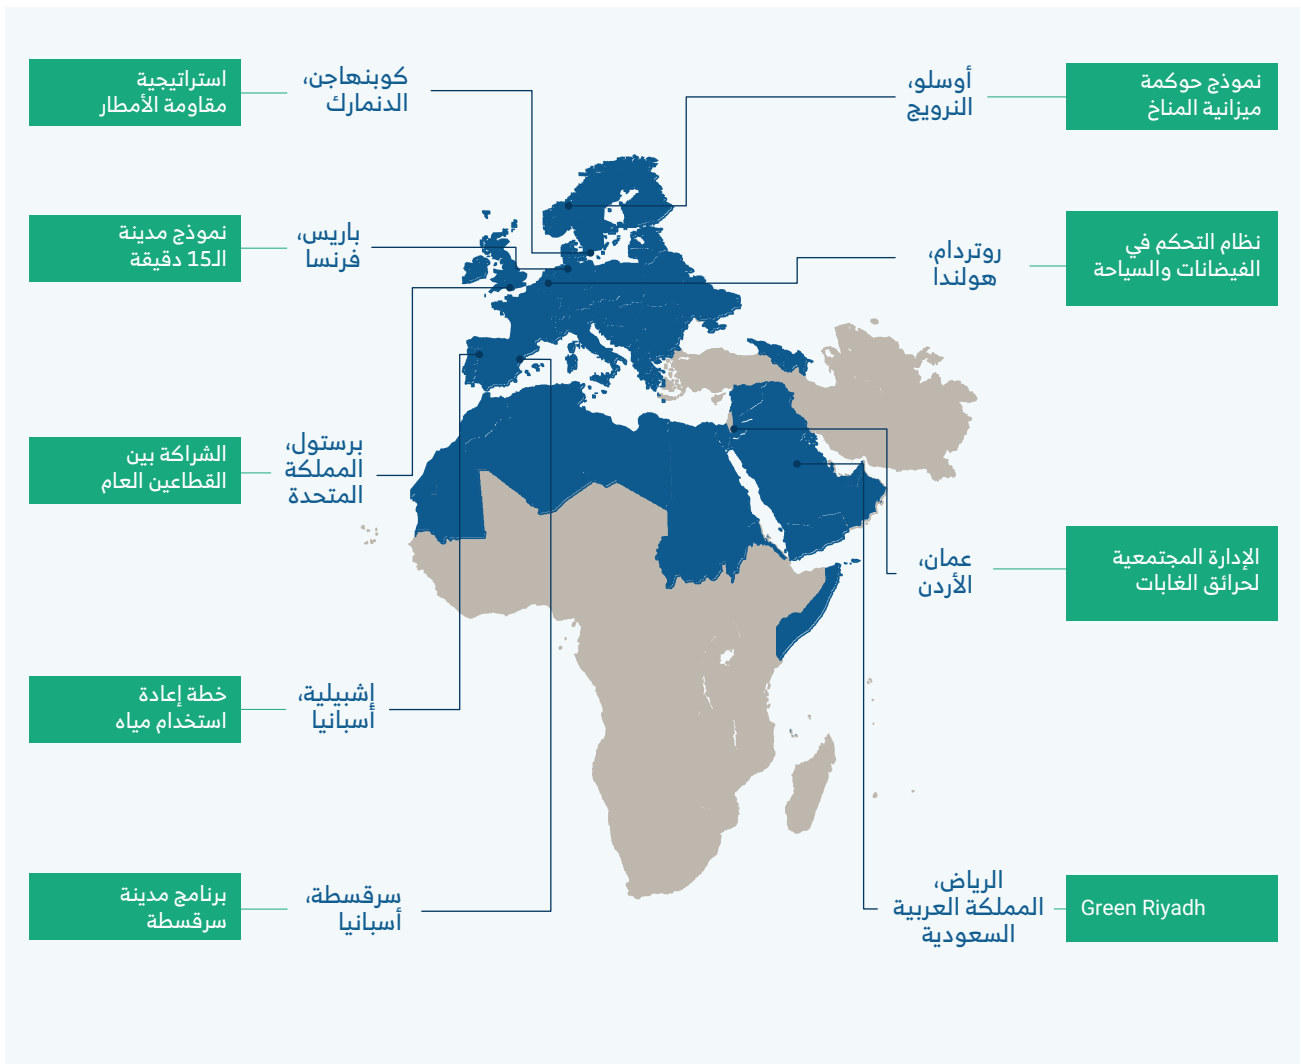 نموذج حوكمة
ميزانية المناخ
أوسلو،
النرويج
كوبنهاجن،
الدنمارك
استراتيجية
مقاومة الأمطار
نظام التحكم في
الفيضانات والسياحة
روتردام،
هولندا
باريس،
فرنسا
نموذج مدينة
الـ15 دقيقة
برستول،
المملكة
المتحدة
الشراكة بين
القطاعين العام
الإدارة المجتمعية
لحرائق الغابات
عمان،
الأردن
إشبيلية،
أسبانيا
خطة إعادة
استخدام مياه
Green Riyadh
الرياض،
المملكة العربية
السعودية
سرقسطة،
أسبانيا
برنامج مدينة
سرقسطة